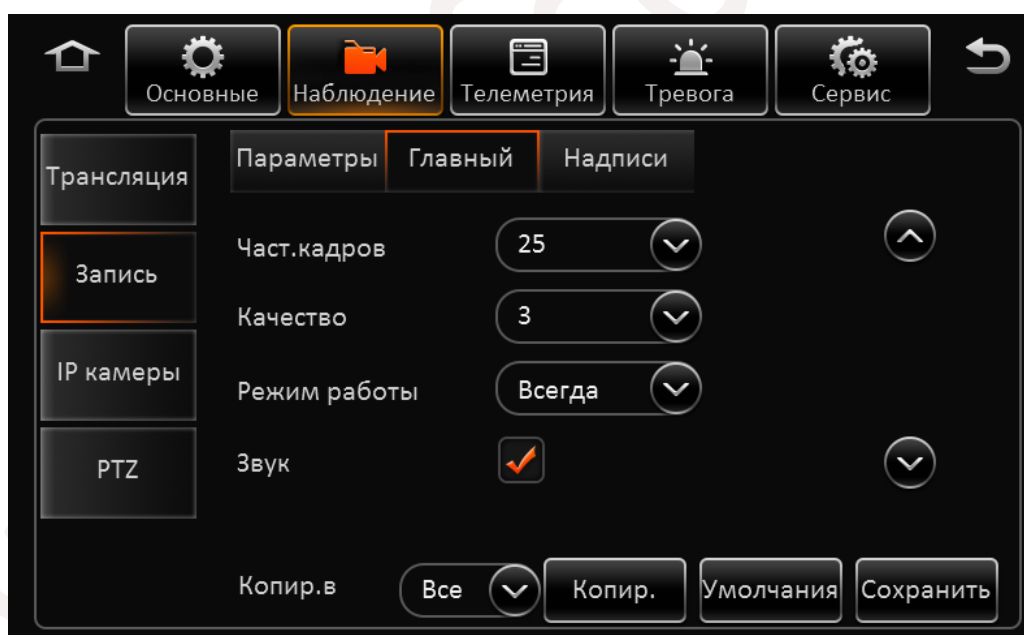 Основные Наблюдение Телеметрия Тревога Сервис
Параметры Главный Надписи
Трансляция
Част.кадров 25
Запись
Качество 3
IP камеры
Режим работы Всегда
PTZ
Звук
Копир.в Все Копир. Умолчания Сохранить